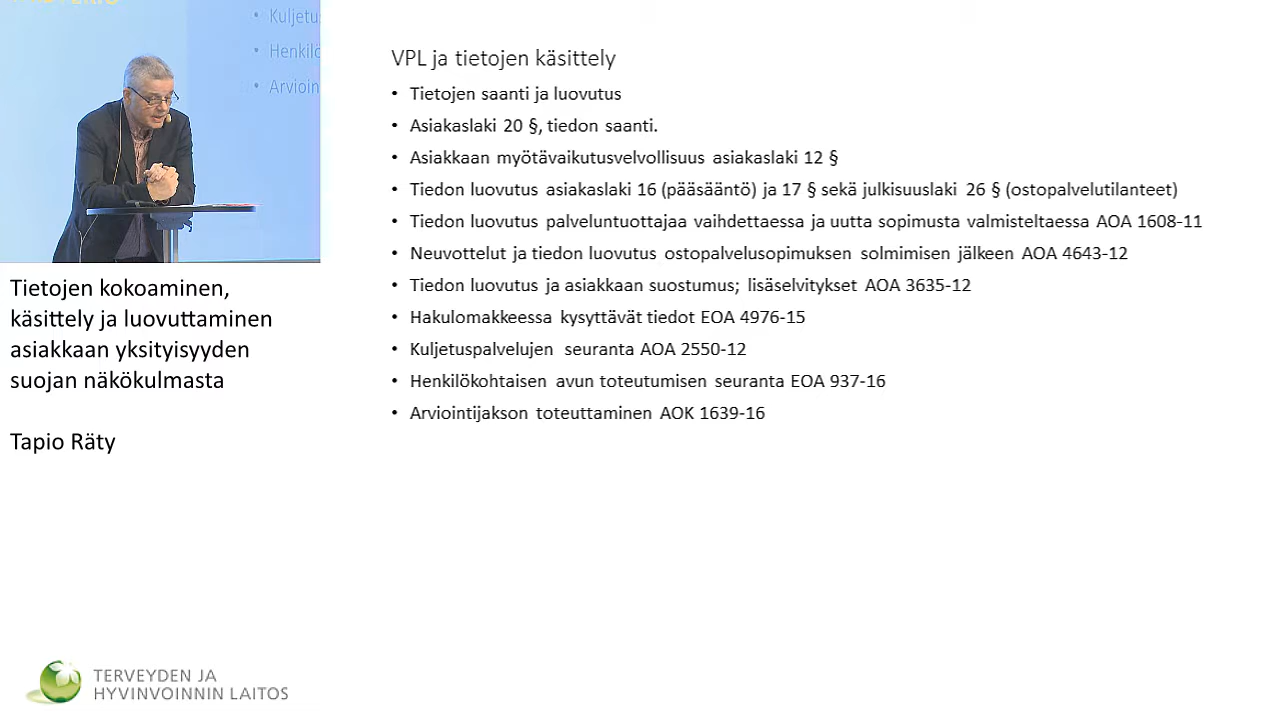 • Kuljetu
• Henkilö
• Arvioin
Tietojen kokoaminen,
käsittely ja luovuttaminen
asiakkaan yksityisyyden
suojan näkökulmasta
Tapio Räty
VPL ja tietojen käsittely
• Tietojen saanti ja luovutus
• Asiakaslaki 20 §, tiedon saanti.
• Asiakkaan myötävaikutusvelvollisuus asiakaslaki 12 §
• Tiedon luovutus asiakaslaki 16 (pääsääntö) ja 17 § sekä julkisuuslaki 26 § (ostopalvelutilanteet)
• Tiedon luovutus palveluntuottajaa vaihdettaessa ja uutta sopimusta valmisteltaessa AOA 1608-11
• Neuvottelut ja tiedon luovutus ostopalvelusopimuksen solmimisen jälkeen AOA 4643-12
• Tiedon luovutus ja asiakkaan suostumus; lisäselvitykset AOA 3635-12
• Hakulomakkeessa kysyttävät tiedot EOA 4976-15
• Kuljetuspalvelujen seuranta AOA 2550-12
• Henkilökohtaisen avun toteutumisen seuranta EOA 937-16
• Arviointijakson toteuttaminen AOK 1639-16
TERVEYDEN JA
HYVINVOINNIN LAITOS